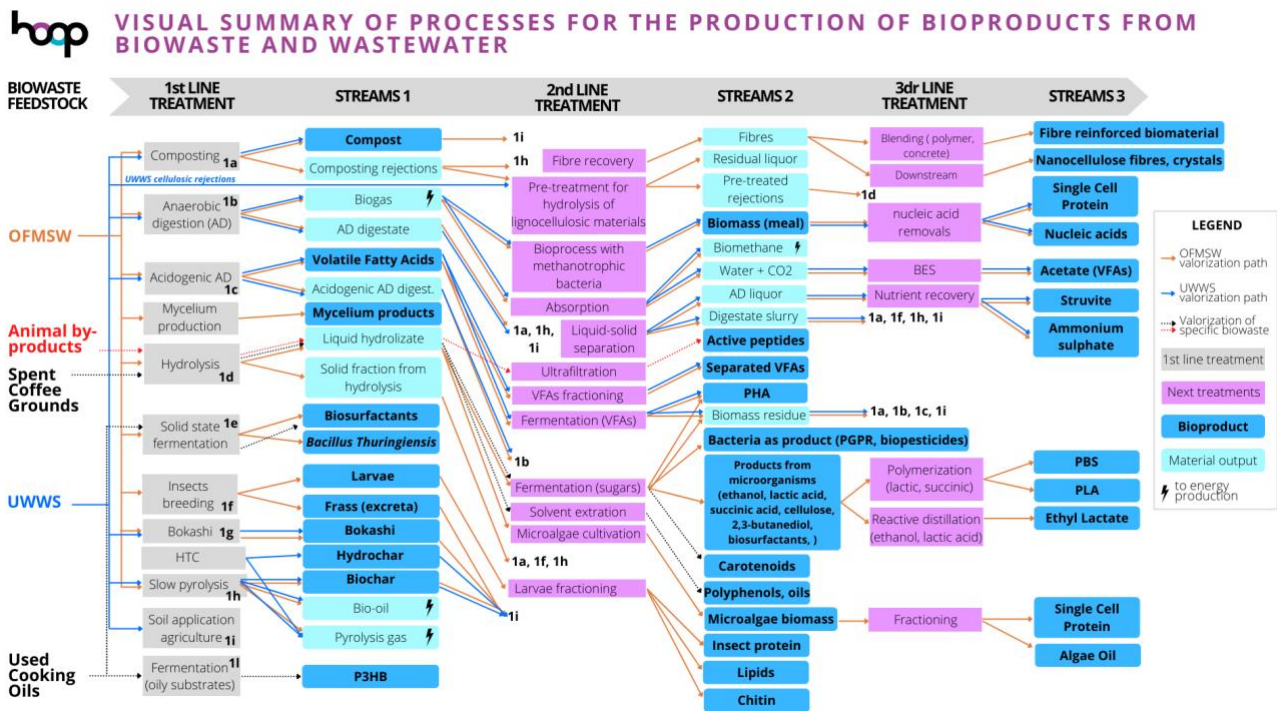 hoop
VISUAL SUMMARY OF PROCESSES FOR THE PRODUCTION OF BIOPRODUCTS FROM
BIOWASTE AND WASTEWATER
BIOWASTE
FEEDSTOCK
1st LINE
TREATMENT
STREAMS 1
2nd LINE
TREATMENT
STREAMS 2
3dr LINE
TREATMENT
STREAMS 3
OFMSW
Animal by-
products
Spent
Coffee
Grounds
UWWS
Used
Cooking
Oils
Composting 1a
UWWS cellulosic rejections
Anaerobic 1b
digestion (AD)
Acidogenic AD
1c
Mycelium
production
Hydrolysis
1d
Solid state 1e
fermentation
Insects
breeding 1f
Bokashi 1g
HTC
Slow pyrolysis
1h
Soil application
agriculture 1i
Fermentation 1l
(oily substrates)
Compost
Composting rejections
Biogas
AD digestate
Volatile Fatty Acids
Acidogenic AD digest.
Mycelium products
Liquid hydrolizate
Solid fraction from
hydrolysis
Biosurfactants
Bacillus Thuringiensis
Larvae
Frass (excreta)
Bokashi
Hydrochar
Biochar
Bio-oil
Pyrolysis gas
P3HB
1i
1h
Fibre recovery
Pre-treatment for
hydrolysis of
lignocellulosic materials
Bioprocess with
methanotrophic
bacteria
Absorption
1a, 1h,
1i
Liquid-solid
separation
Ultrafiltration
VFAs fractioning
Fermentation (VFAs)
1b
Fermentation (sugars)
Solvent extration
Microalgae cultivation
1a, 1f, 1h
Larvae fractioning
1i
Fibres
Residual liquor
Pre-treated
rejections
Biomass (meal)
Biomethane
Water + CO2
AD liquor
Digestate slurry
Active peptides
Separated VFAs
PHA
Biomass residue
Bacteria as product (PGPR, biopesticides)
Products from
microorganisms
(ethanol, lactic acid,
succinic acid, cellulose,
2,3-butanediol,
biosurfactants, )
Carotenoids
Polyphenols, oils
Microalgae biomass
Insect protein
Lipids
Chitin
Blending ( polymer,
concrete)
Downstream
1d
nucleic acid
removals
BES
Nutrient recovery
1a, 1f, 1h, 1i
1a, 1b, 1c, 1i
Polymerization
(lactic, succinic)
Reactive distillation
(ethanol, lactic acid)
Fractioning
Fibre reinforced biomaterial
Nanocellulose fibres, crystals
Single Cell
Protein
Nucleic acids
Acetate (VFAs)
Struvite
Ammonium
sulphate
PBS
PLA
Ethyl Lactate
Single Cell
Protein
Algae Oil
LEGEND
OFMSW
valorization path
UWWS
valorization path
Valorization of
specific biowaste
1st line treatment
Next treatments
Bioproduct
Material output
to energy
production